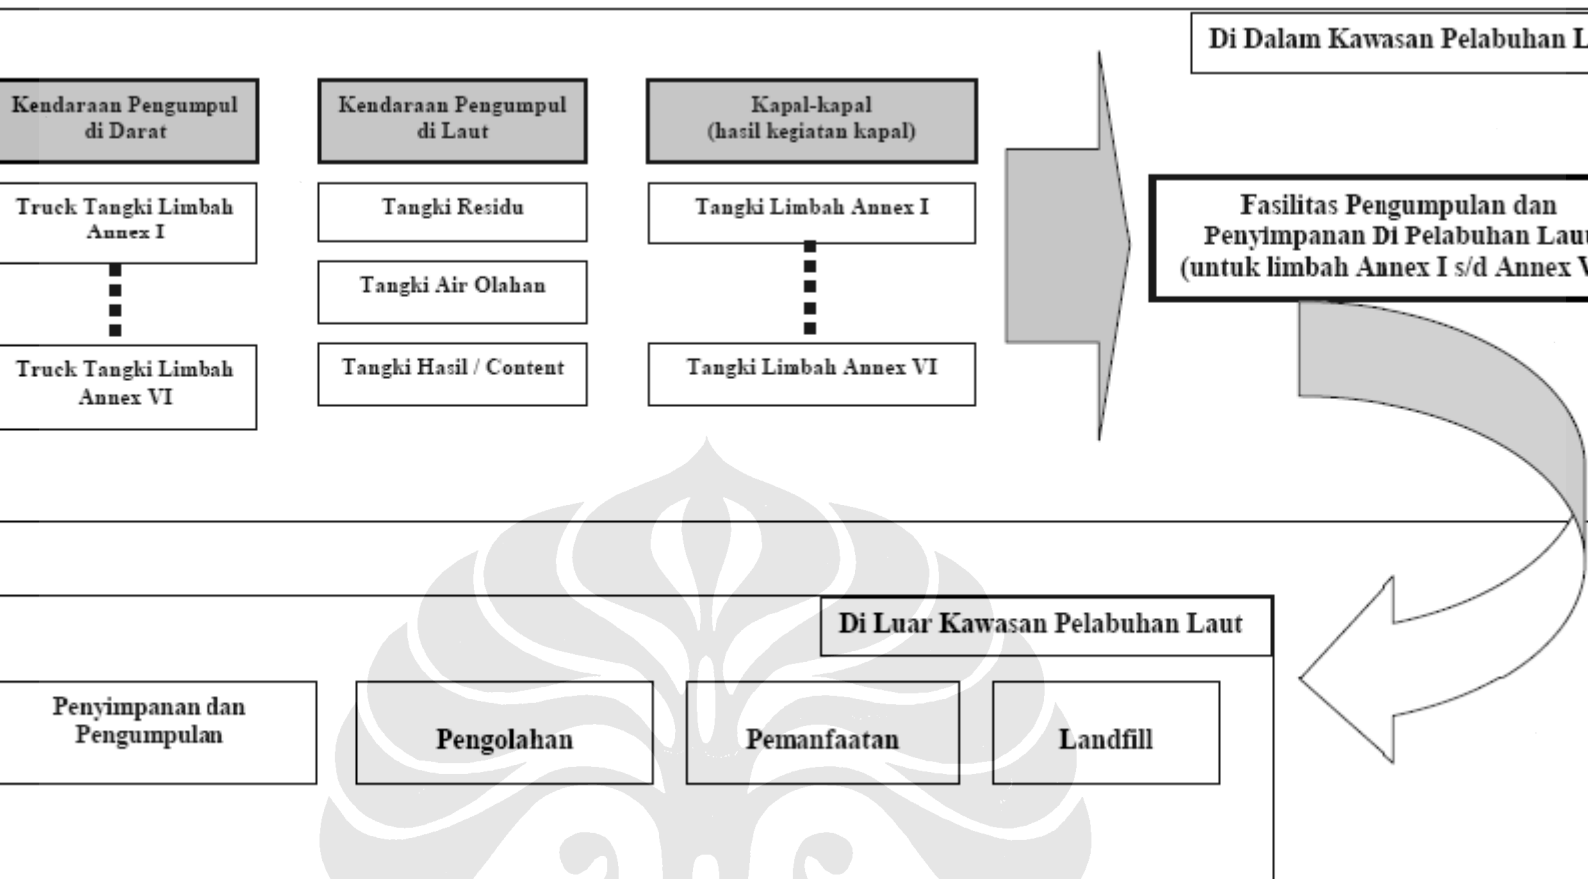 Di Dalam Kawasan Pelabuhan L
Kendaraan Pengumpul
di Darat
Kendaraan Pengumpul
di Laut
Kapal-kapal
(hasil kegiatan kapal)
Truck Tangki Limbah
Annex I
Tangki Residu
Tangki Limbah Annex I
Tangki Air Olahan
Truck Tangki Limbah
Annex VI
Tangki Hasil / Content
Tangki Limbah Annex VI
Fasilitas Pengumpulan dan
Penyimpanan Di Pelabuhan Laut
(untuk limbah Annex I s/d Annex V
Di Luar Kawasan Pelabuhan Laut
Penyimpanan dan
Pengumpulan
Pengolahan
Pemanfaatan
Landfill